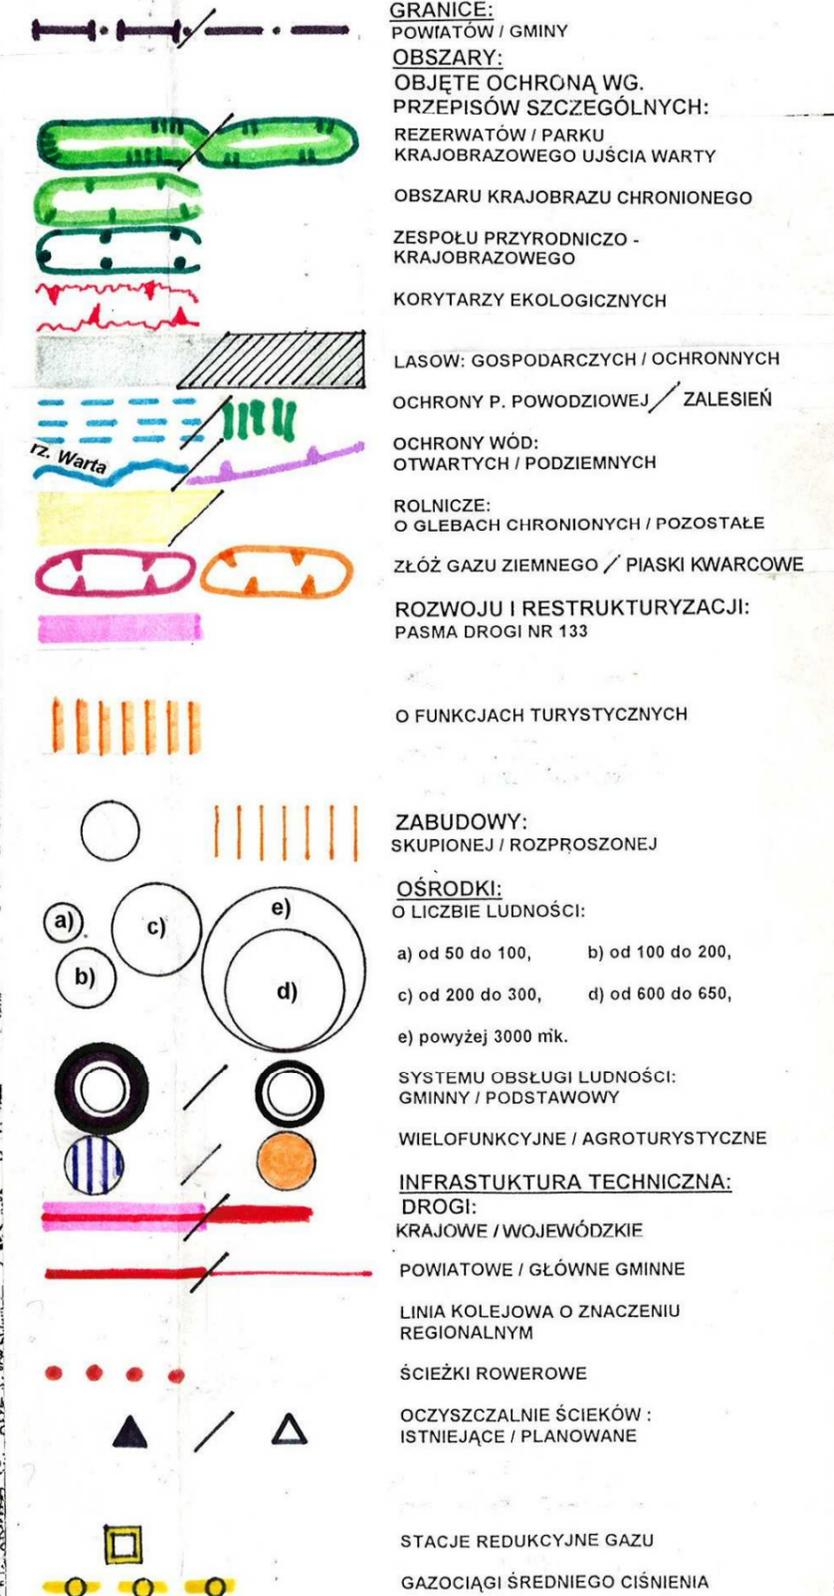 GRANICE:
POWIATÓW / GMINY
OBSZARY:
OBJĘTE OCHRONĄ WG.
PRZEPISÓW SZCZEGÓLNYCH:
REZERWATÓW / PARKU
KRAJOBRAZOWEGO UJŚCIA WARTY
OBSZARU KRAJOBRAZU CHRONIONEGO
ZESPOŁU PRZYRODNICZO -
KRAJOBRAZOWEGO
KORYTARZY EKOLOGICZNYCH
LASOW: GOSPODARCZYCH / OCHRONNYCH
OCHRONY P. POWODZIOWEJ / ZALESIEŃ
rz. Warta
OCHRONY WÓD:
OTWARTYCH / PODZIEMNYCH
ROLNICZE:
O GLEBACH CHRONIONYCH / POZOSTAŁE
ZŁÓŻ GAZU ZIEMNEGO / PIASKI KWARCOWE
ROZWOJU I RESTRUKTURYZACJI:
PASMA DROGI NR 133
O FUNKCJACH TURYSTYCZNYCH
ZABUDOWY:
SKUPIONEJ / ROZPROSZONEJ
OŚRODKI:
O LICZBIE LUDNOŚCI:
a)
c)
e)
b)
d)
a) od 50 do 100, b) od 100 do 200,
c) od 200 do 300, d) od 600 do 650,
e) powyżej 3000 mk.
SYSTEMU OBSŁUGI LUDNOŚCI:
GMINNY / PODSTAWOWY
WIELOFUNKCYJNE / AGROTURYSTYCZNE
INFRASTUKTURA TECHNICZNA:
DROGI:
KRAJOWE / WOJEWÓDZKIE
POWIATOWE / GŁÓWNE GMINNE
LINIA KOLEJOWA O ZNACZENIU
REGIONALNYM
ŚCIEŻKI ROWEROWE
OCZYSZCZALNIE ŚCIEKÓW :
ISTNIEJĄCE / PLANOWANE
STACJE REDUKCYJNE GAZU
GAZOCIĄGI ŚREDNIEGO CIŚNIENIA